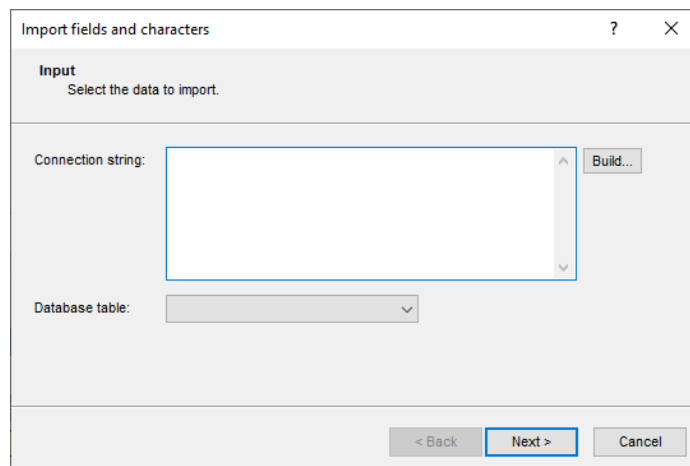 Import fields and characters ?
Input
Select the data to import.
Connection string: Build...
Database table:
< Back Next > Cancel